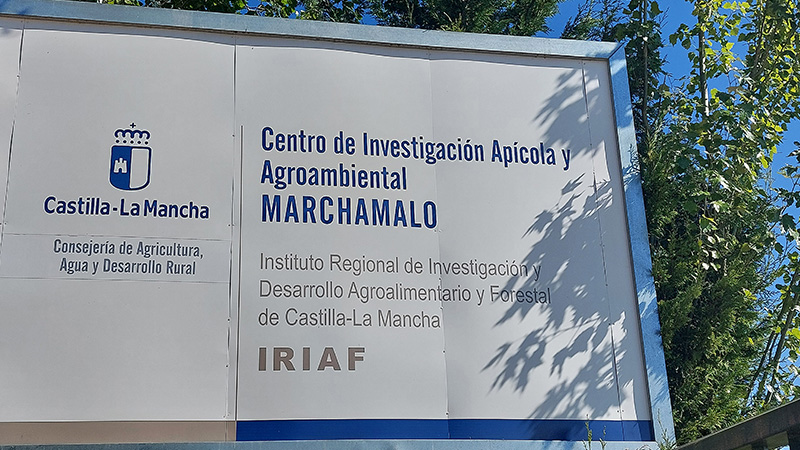 Castilla-La Mancha
Consejería de Agricultura,
Agua y Desarrollo Rural
Centro de Investigación Apícola y
Agroambiental
MARCHAMALO
Instituto Regional de Investigación y
Desarrollo Agroalimentario y Forestal
de Castilla-La Mancha
IRIAF